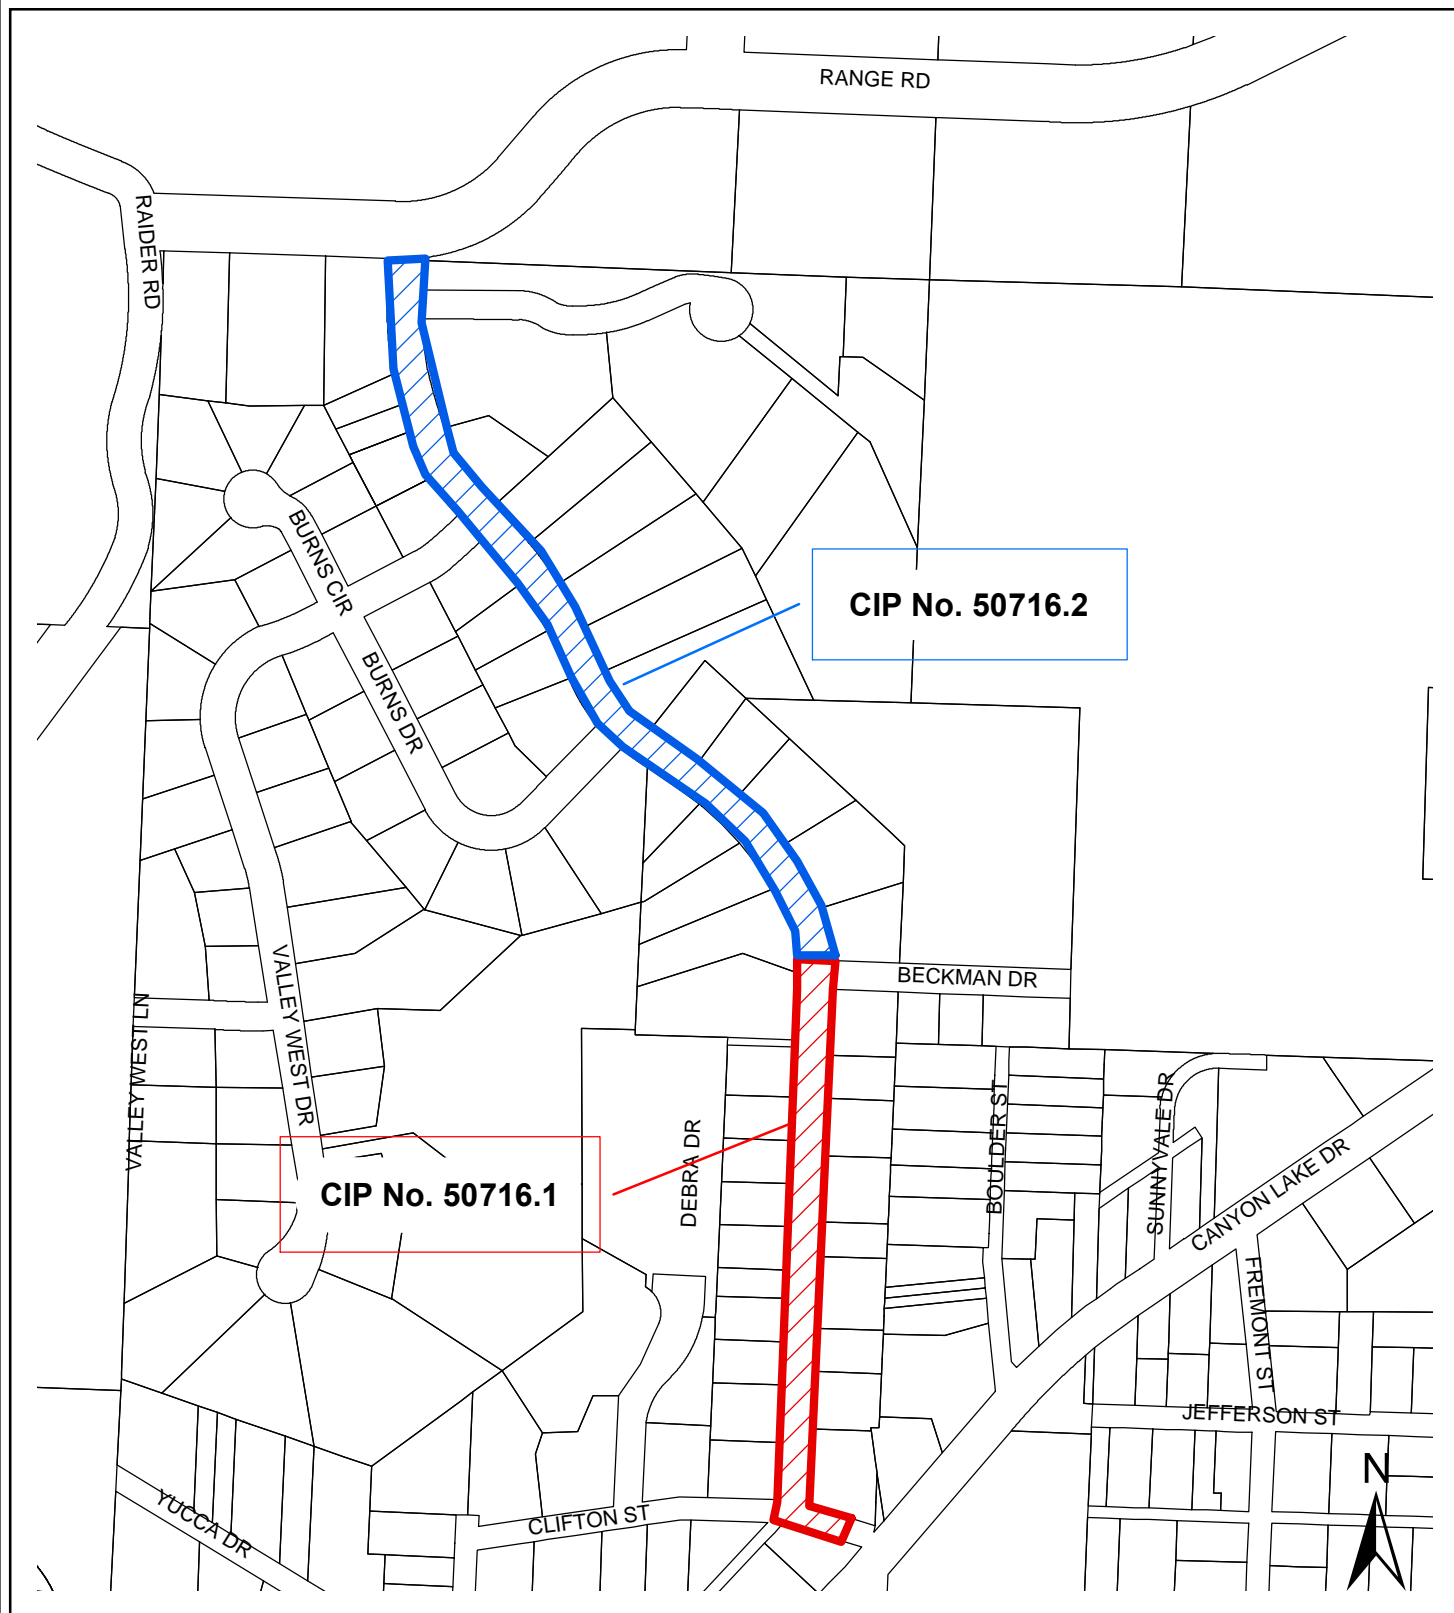 RANGE RD
RAIDER RD
BURNS CIR
CIP No. 50716.2
BURNS DR
VALLEY WEST DR
BECKMAN DR
VALLEY WEST LN
BOULDER ST
SUNNYVALE DR
DEBRA DR
CANYON LAKE DR
CIP No. 50716.1
FREMONT ST
JEFFERSON ST
N
YUCCA DR
CLIFTON ST